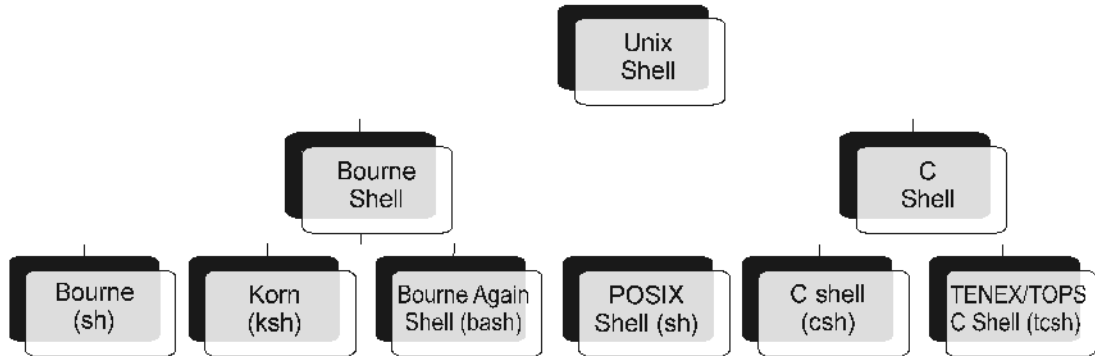 Unix
Shell
Bourne
Shell
C
Shell
Bourne
(sh)
Korn
(ksh)
Bourne Again
Shell (bash)
POSIX
Shell (sh)
C shell
(csh)
TENEX/TOPS
C Shell (tcsh)